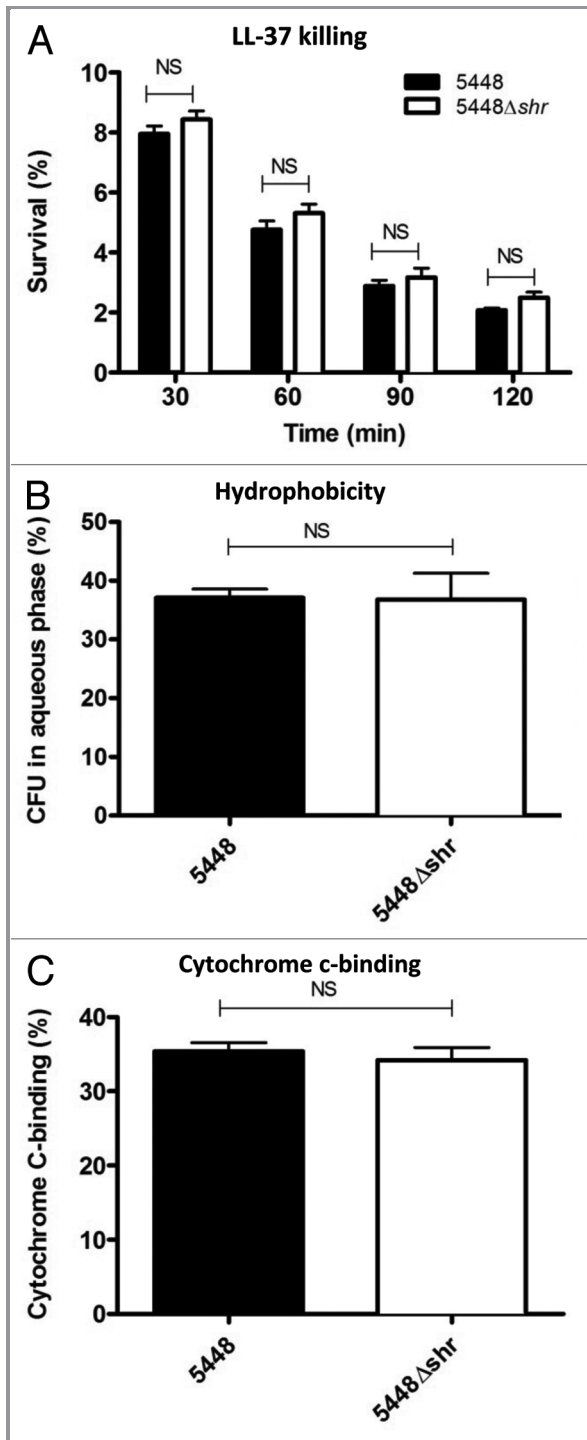 A
LL-37 killing
NS
NS
NS
NS
5448
5448Δshr
Survival (%)
10
8
6
4
2
0
30 60 90 120
Time (min)
B
Hydrophobicity
NS
CFU in aqueous phase (%)
50
40
30
20
10
0
5448
5448Δshr
C
Cytochrome c-binding
NS
Cytochrome C-binding (%)
40
30
20
10
0
5448
5448Δshr